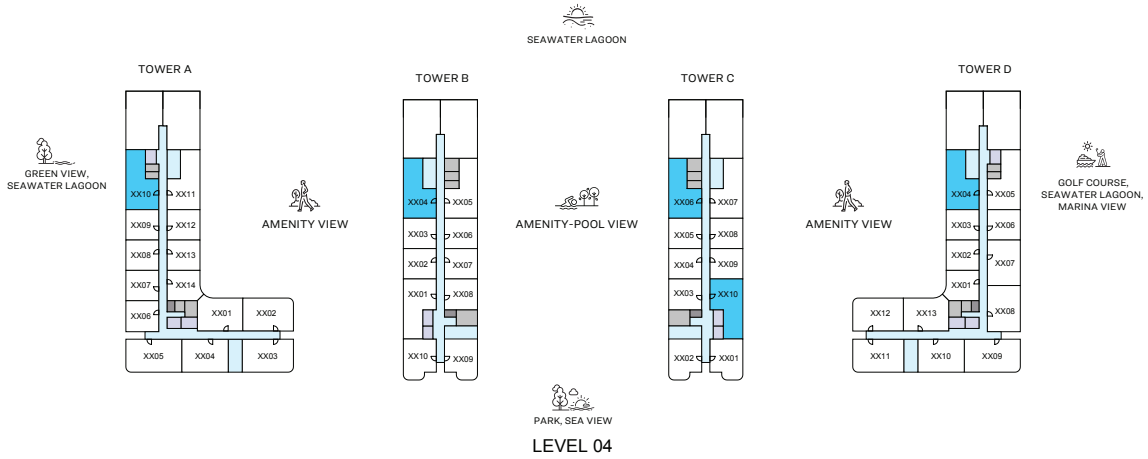 SEAWATER LAGOON
TOWER A
TOWER B
TOWER C
TOWER D
GREEN VIEW,
SEAWATER LAGOON
AMENITY VIEW
AMENITY-POOL VIEW
AMENITY VIEW
GOLF COURSE,
SEAWATER LAGOON,
MARINA VIEW
XX10
XX11
XX09
XX12
XX08
XX13
XX07
XX14
XX06
XX01
XX02
XX05
XX04
XX03
XX04
XX05
XX03
XX06
XX02
XX07
XX01
XX08
XX10
XX09
XX06
XX07
XX05
XX08
XX04
XX09
XX03
XX10
XX02
XX01
XX04
XX05
XX03
XX06
XX02
XX07
XX01
XX08
XX12
XX13
XX11
XX10
XX09
PARK, SEA VIEW
LEVEL 04